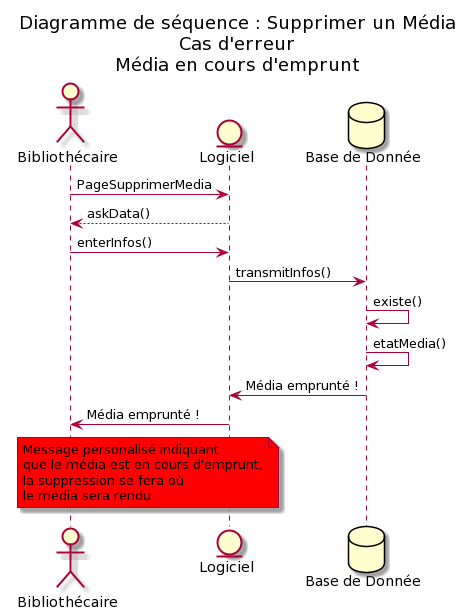 Diagramme de séquence : Supprimer un Média
Cas d'erreur
Média en cours d'emprunt
Bibliothécaire
Logiciel
Base de Donnée
PageSupprimerMedia
askData()
enterInfos()
transmitInfos()
existe()
etatMedia()
Média emprunté !
Média emprunté !
Message personalisé indiquant
que le média est en cours d'emprunt,
la suppression se fera où
le média sera rendu
Bibliothécaire
Logiciel
Base de Donnée